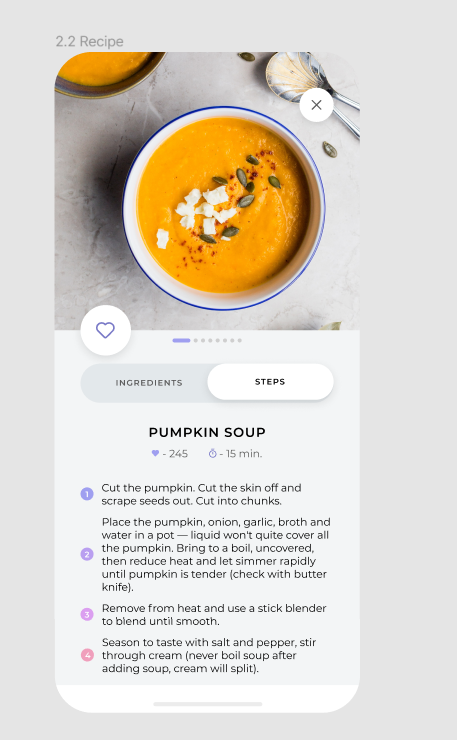 2.2 Recipe
INGREDIENTS
STEPS
PUMPKIN SOUP
- 245
- 15 min.
1 Cut the pumpkin. Cut the skin off and
scrape seeds out. Cut into chunks.
Place the pumpkin, onion, garlic, broth and
water in a pot — liquid won't quite cover all
2 the pumpkin. Bring to a boil, uncovered,
then reduce heat and let simmer rapidly
until pumpkin is tender (check with butter
knife).
3 Remove from heat and use a stick blender
to blend until smooth.
Season to taste with salt and pepper, stir
4 through cream (never boil soup after
adding soup, cream will split).